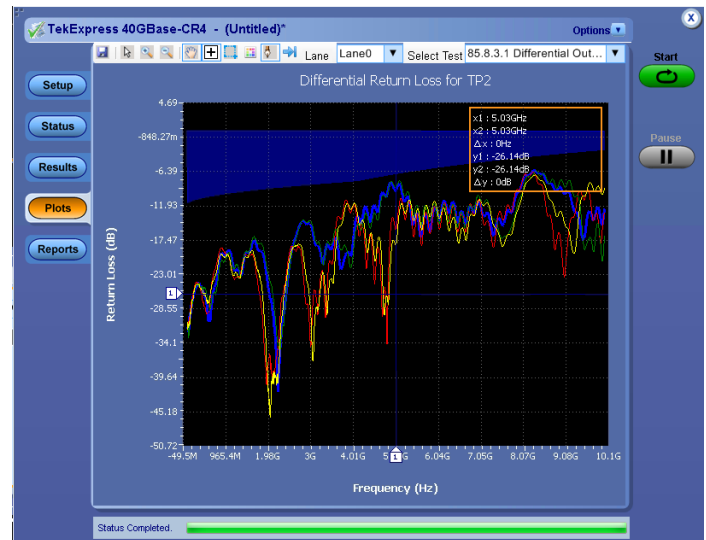 TekExpress 40GBase-CR4 - (Untitled)*
Options
Lane Lane0 Select Test 85.8.3.1 Differential Out...
Start
Pause
Setup
Status
Results
Plots
Reports
Differential Return Loss for TP2
x1 : 5.03GHz
x2 : 5.03GHz
Δx : 0Hz
y1 : -26.14dB
y2 : -26.14dB
Δy : 0dB
Return Loss (dB)
4.69
-848.27m
-6.39
-11.93
-17.47
-23.01
-28.55
-34.1
-39.64
-45.18
-50.72
1
-49.5M 965.4M 1.98G 3G 4.01G 1 6.04G 7.05G 8.07G 9.08G 10.1G
Frequency (Hz)
Status Completed.